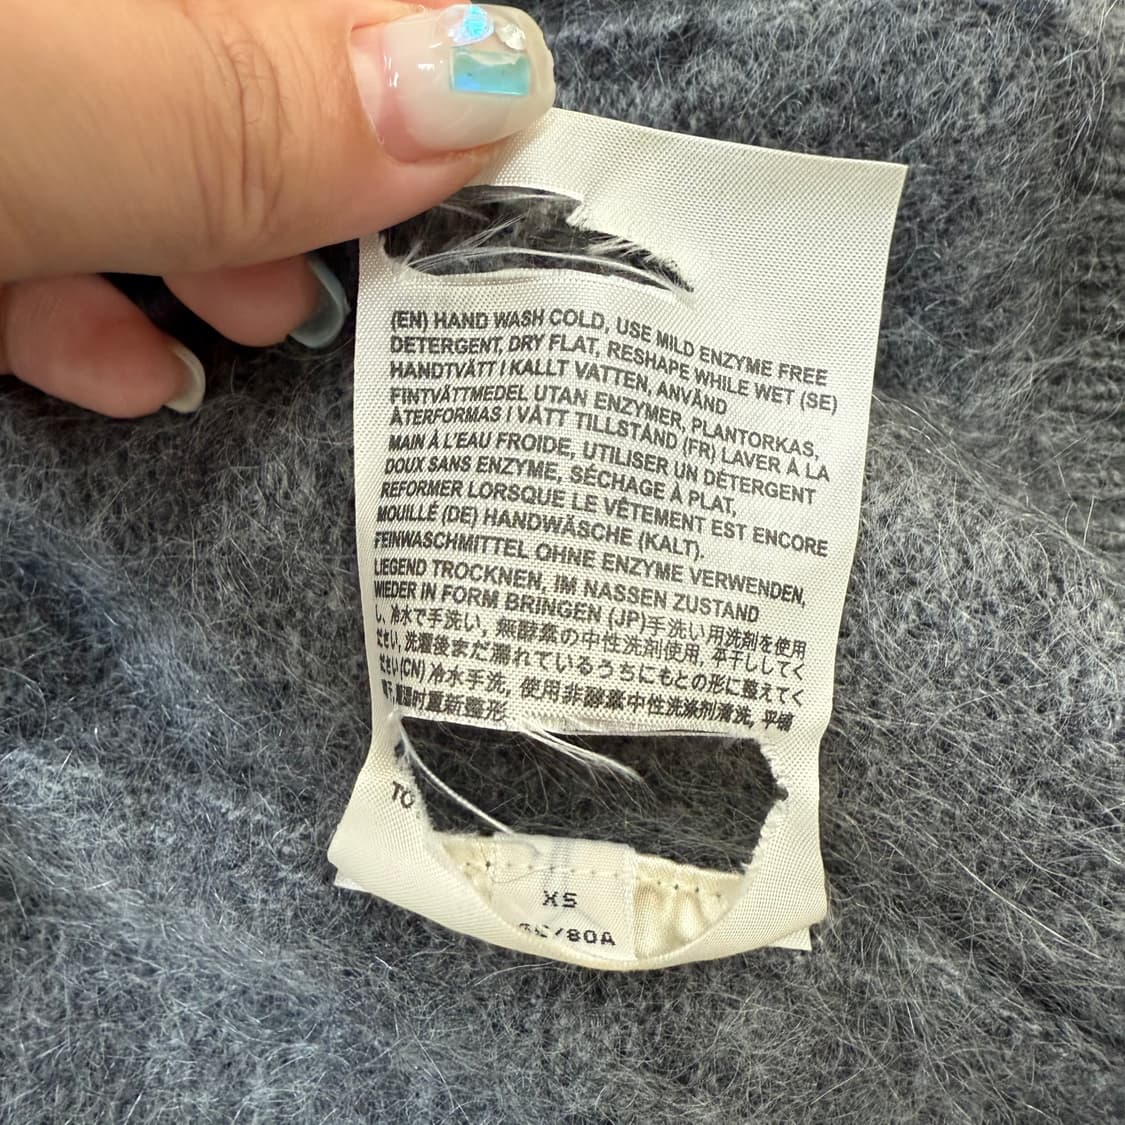 (EN) HAND WASH COLD, USE MILD ENZYME FREE
DETERGENT, DRY FLAT, RESHAPE WHILE WET (SE)
HANDTVÄTT I KALLT VATTEN, ANVÄND
FINTVÄTTMEDEL UTAN ENZYMER, PLANTORKAS,
ÅTERFORMAS I VÅTT TILLSTÅND (FR) LAVER À LA
MAIN À L'EAU FROIDE, UTILISER UN DÉTERGENT
DOUX SANS ENZYME, SÉCHAGE À PLAT,
REFORMER LORSQUE LE VÊTEMENT EST ENCORE
MOUILLÉ (DE) HANDWÄSCHE (KALT).
FEINWASCHMITTEL OHNE ENZYME VERWENDEN,
LIEGEND TROCKNEN, IM NASSEN ZUSTAND
WIEDER IN FORM BRINGEN (JP)手洗い用洗剤を使用
し、冷水で手洗い, 無酵素の中性洗剤使用, 平干ししてく
ださい, 洗濯後まだ濡れているうちにもとの形に整えてく
ださい(CN) 冷水手洗, 使用非酵素中性洗涤剂清洗, 平铺
时重新整形
TO
XS
/80A